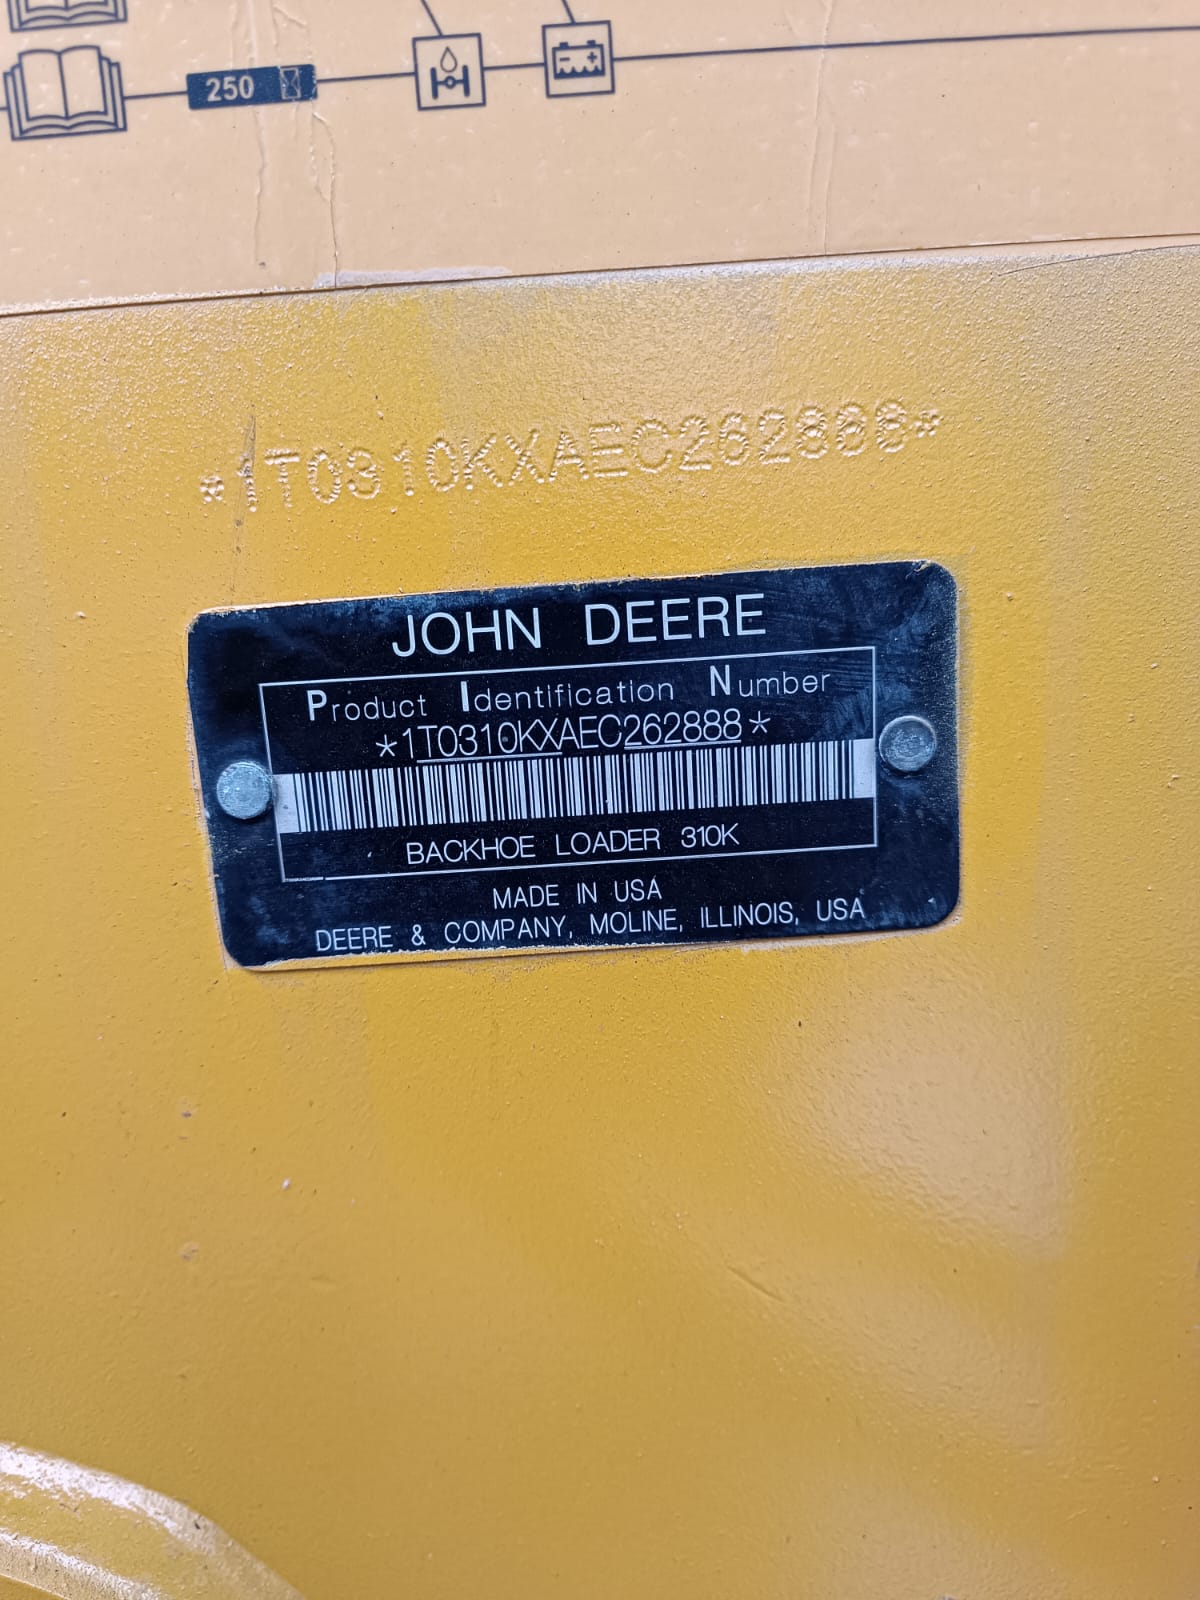 250
*1T0310KXAEC262888*
JOHN DEERE
Product Identification Number
*1T0310KXAEC262888*
BACKHOE LOADER 310K
MADE IN USA
DEERE & COMPANY, MOLINE, ILLINOIS, USA